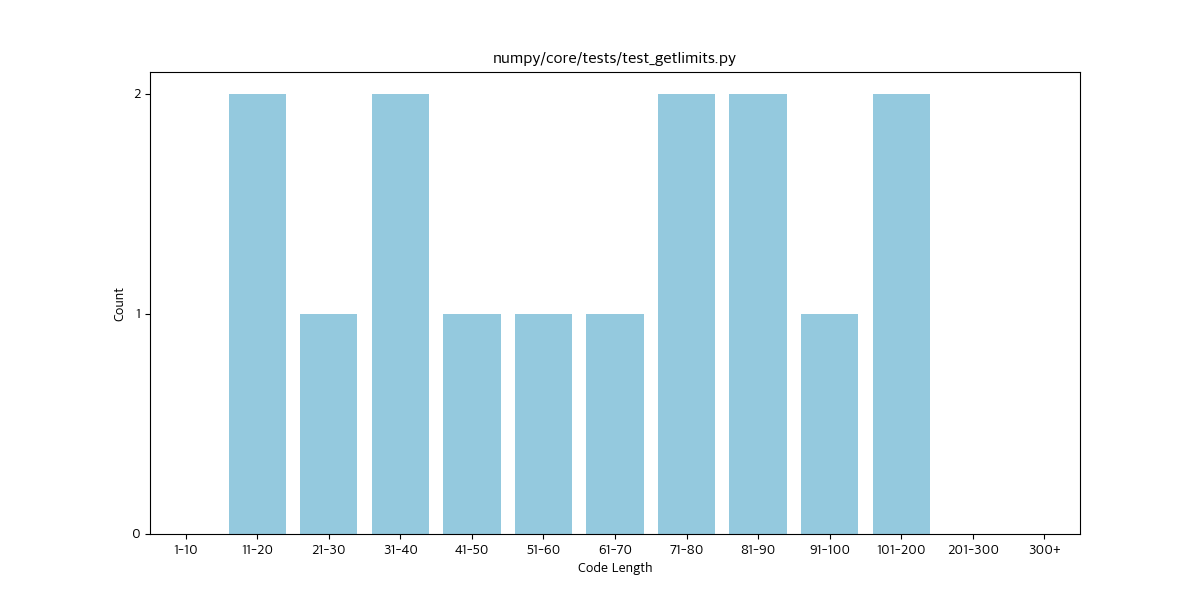 numpy/core/tests/test_getlimits.py
2
1
0
Count
1-10 11-20 21-30 31-40 41-50 51-60 61-70 71-80 81-90 91-100 101-200 201-300 300+
Code Length